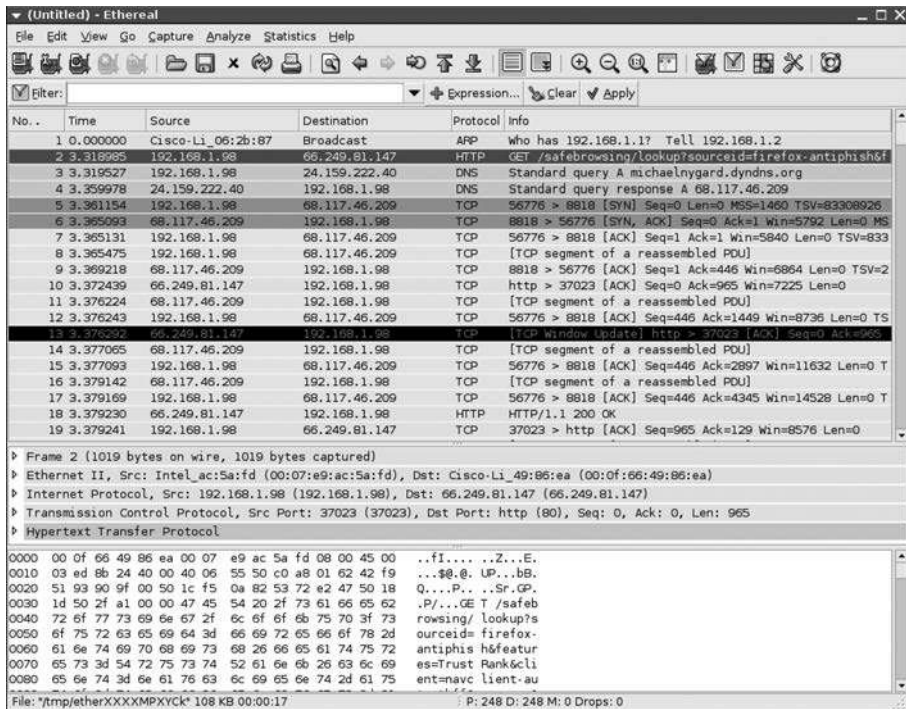 (Untitled) - Ethereal
File Edit View Go Capture Analyze Statistics Help
Filter: Expression... Clear Apply
No. . Time Source Destination Protocol Info
1 0.000000 Cisco-Li_06:2b:87 Broadcast ARP Who has 192.168.1.1? Tell 192.168.1.2
2 3.318985 192.168.1.98 66.249.81.147 HTTP GET /safebrowsing/lookup?sourceid=firefox-antiphish&f
3 3.319527 192.168.1.98 24.159.222.40 DNS Standard query A michaelnygard.dyndns.org
4 3.359978 24.159.222.40 192.168.1.98 DNS Standard query response A 68.117.46.209
5 3.361154 192.168.1.98 68.117.46.209 TCP 56776 > 8818 [SYN] Seq=0 Len=0 MSS=1460 TSV=83308926
6 3.365093 68.117.46.209 192.168.1.98 TCP 8818 > 56776 [SYN, ACK] Seq=0 Ack=1 Win=5792 Len=0 MS
7 3.365131 192.168.1.98 68.117.46.209 TCP 56776 > 8818 [ACK] Seq=1 Ack=1 Win=5840 Len=0 TSV=833
8 3.365475 192.168.1.98 68.117.46.209 TCP [TCP segment of a reassembled PDU]
9 3.369218 68.117.46.209 192.168.1.98 TCP 8818 > 56776 [ACK] Seq=1 Ack=446 Win=6864 Len=0 TSV=2
10 3.372439 66.249.81.147 192.168.1.98 TCP http > 37023 [ACK] Seq=0 Ack=965 Win=7225 Len=0
11 3.376224 68.117.46.209 192.168.1.98 TCP [TCP segment of a reassembled PDU]
12 3.376243 192.168.1.98 68.117.46.209 TCP 56776 > 8818 [ACK] Seq=446 Ack=1449 Win=8736 Len=0 TS
13 3.376292 66.249.81.147 192.168.1.98 TCP [TCP Window Update] http > 37023 [ACK] Seq=0 Ack=965
14 3.377065 68.117.46.209 192.168.1.98 TCP [TCP segment of a reassembled PDU]
15 3.377093 192.168.1.98 68.117.46.209 TCP 56776 > 8818 [ACK] Seq=446 Ack=2897 Win=11632 Len=0 T
16 3.379142 68.117.46.209 192.168.1.98 TCP [TCP segment of a reassembled PDU]
17 3.379169 192.168.1.98 68.117.46.209 TCP 56776 > 8818 [ACK] Seq=446 Ack=4345 Win=14528 Len=0 T
18 3.379230 66.249.81.147 192.168.1.98 HTTP HTTP/1.1 200 OK
19 3.379241 192.168.1.98 66.249.81.147 TCP 37023 > http [ACK] Seq=965 Ack=129 Win=8576 Len=0
Frame 2 (1019 bytes on wire, 1019 bytes captured)
Ethernet II, Src: Intel_ac:5a:fd (00:07:e9:ac:5a:fd), Dst: Cisco-Li_49:86:ea (00:0f:66:49:86:ea)
Internet Protocol, Src: 192.168.1.98 (192.168.1.98), Dst: 66.249.81.147 (66.249.81.147)
Transmission Control Protocol, Src Port: 37023 (37023), Dst Port: http (80), Seq: 0, Ack: 0, Len: 965
Hypertext Transfer Protocol
0000 00 0f 66 49 86 ea 00 07 e9 ac 5a fd 08 00 45 00 ..fI.... ..Z...E.
0010 03 ed 8b 24 40 00 40 06 55 50 c0 a8 01 62 42 f9 ...$@.@. UP...bB.
0020 51 93 90 9f 00 50 1c f5 0a 82 53 72 e2 47 50 18 Q....P.. ..Sr.GP.
0030 1d 50 2f a1 00 00 47 45 54 20 2f 73 61 66 65 62 .P/...GE T /safeb
0040 72 6f 77 73 69 6e 67 2f 6c 6f 6f 6b 75 70 3f 73 rowsing/ lookup?s
0050 6f 75 72 63 65 69 64 3d 66 69 72 65 66 6f 78 2d ourceid= firefox-
0060 61 6e 74 69 70 68 69 73 68 26 66 65 61 74 75 72 antiphis h&featur
0070 65 73 3d 54 72 75 73 74 52 61 6e 6b 26 63 6c 69 es=Trust Rank&cli
0080 65 6e 74 3d 6e 61 76 63 6c 69 65 6e 74 2d 61 75 ent=navc lient-au
File: "/tmp/etherXXXXMPXYCk" 108 KB 00:00:17 P: 248 D: 248 M: 0 Drops: 0